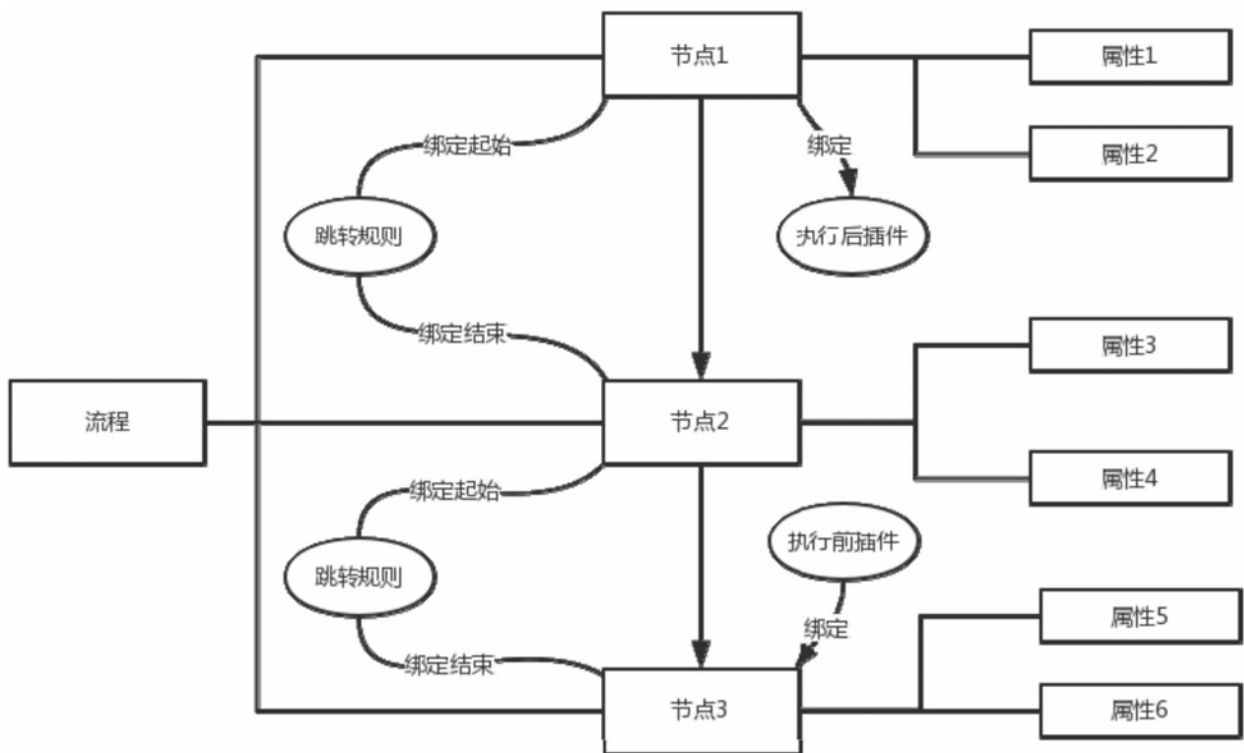 节点1
属性1
绑定起始
绑定
属性2
跳转规则
执行后插件
绑定结束
属性3
流程
节点2
绑定起始
属性4
执行前插件
跳转规则
属性5
绑定
绑定结束
节点3
属性6